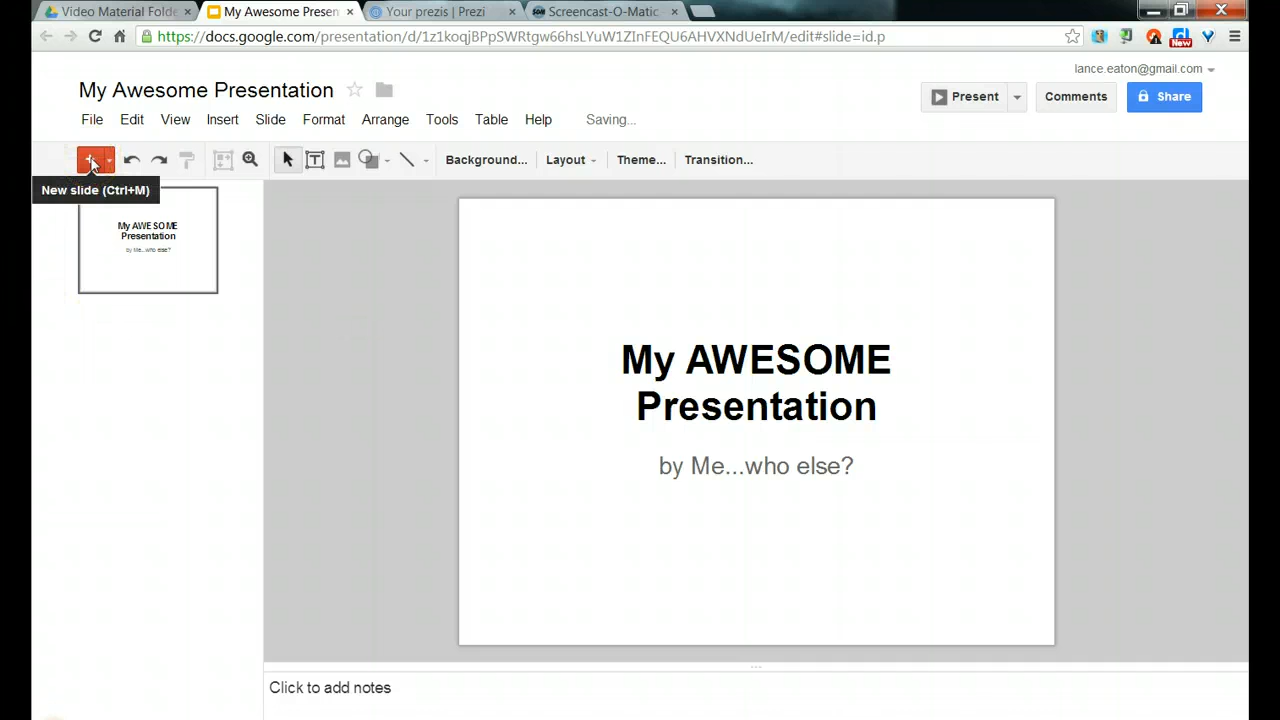 Video Material Folde
My Awesome Presen
Your prezis | Prezi
Screencast-O-Matic
https://docs.google.com/presentation/d/1z1koqjBPpSWRtgw66hsLYuW1ZInFEQU6AHVXNdUeIrM/edit#slide=id.p
New
lance.eaton@gmail.com
My Awesome Presentation
Present
Comments
Share
File Edit View Insert Slide Format Arrange Tools Table Help Saving...
Background... Layout Theme... Transition...
New slide (Ctrl+M)
My AWESOME
Presentation
by Me...who else?
My AWESOME
Presentation
by Me...who else?
Click to add notes